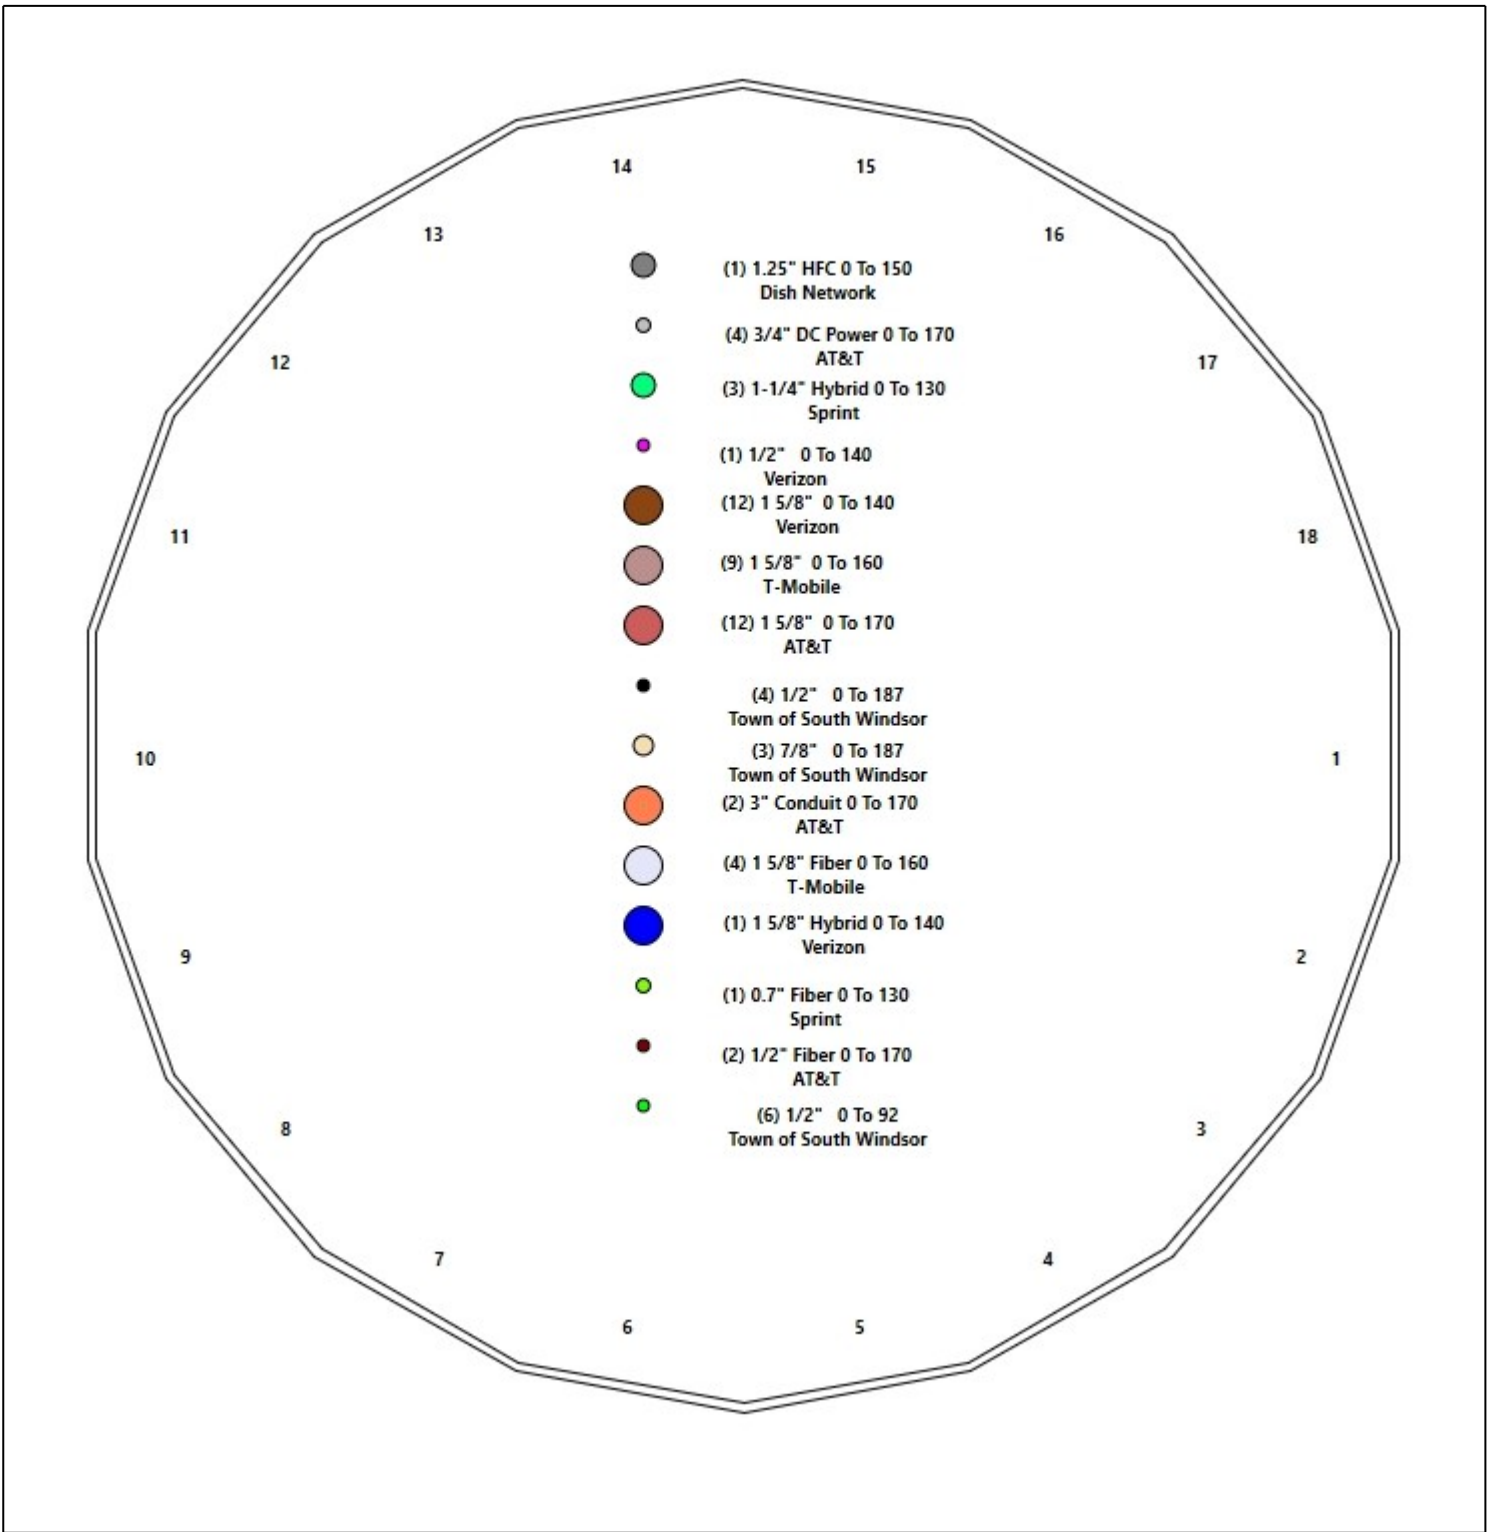 14
15
13
16
(1) 1.25" HFC 0 To 150
Dish Network
(4) 3/4" DC Power 0 To 170
AT&T
12
17
(3) 1-1/4" Hybrid 0 To 130
Sprint
(1) 1/2"   0 To 140
Verizon
(12) 1 5/8"  0 To 140
Verizon
11
18
(9) 1 5/8"  0 To 160
T-Mobile
(12) 1 5/8"  0 To 170
AT&T
(4) 1/2"   0 To 187
Town of South Windsor
(3) 7/8"   0 To 187
Town of South Windsor
10
1
(2) 3" Conduit 0 To 170
AT&T
(4) 1 5/8" Fiber 0 To 160
T-Mobile
(1) 1 5/8" Hybrid 0 To 140
Verizon
9
2
(1) 0.7" Fiber 0 To 130
Sprint
(2) 1/2" Fiber 0 To 170
AT&T
(6) 1/2"   0 To 92
Town of South Windsor
8
3
7
4
6
5